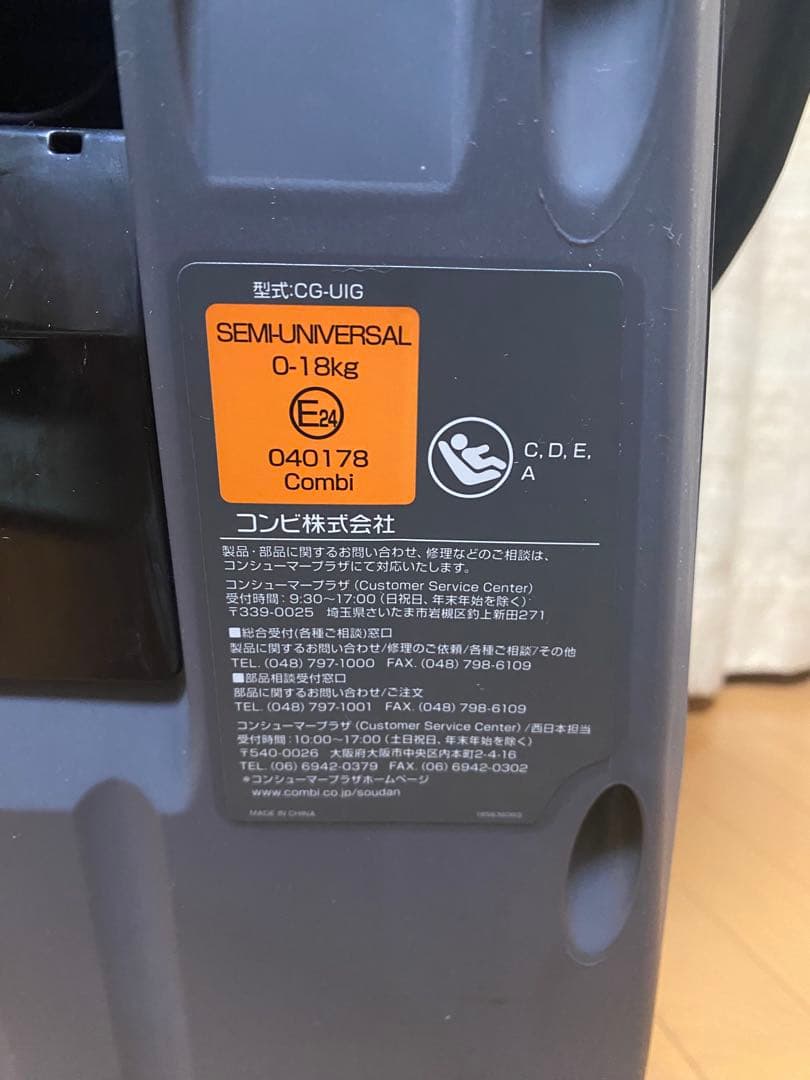 型式:CG-UIG
SEMI-UNIVERSAL
0-18kg
E24
040178
Combi
C, D, E,
A
コンビ株式会社
製品・部品に関するお問い合わせ、修理などのご相談は、
コンシューマープラザにて対応いたします。
コンシューマープラザ (Customer Service Center)
受付時間：9:30～17:00 (日祝日、年末年始を除く)
〒339-0025 埼玉県さいたま市岩槻区釣上新田271
■総合受付(各種ご相談)窓口
製品に関するお問い合わせ/修理のご依頼/各種ご相談/その他
TEL. (048) 797-1000 FAX. (048) 798-6109
■部品相談受付窓口
部品に関するお問い合わせ/ご注文
TEL. (048) 797-1001 FAX. (048) 798-6109
コンシューマープラザ (Customer Service Center) /西日本担当
受付時間：10:00～17:00 (土日祝日、年末年始を除く)
〒540-0026 大阪府大阪市中央区内本町2-4-16
TEL. (06) 6942-0379 FAX. (06) 6942-0302
*コンシューマープラザホームページ
www.combi.co.jp/soudan
MADE IN CHINA